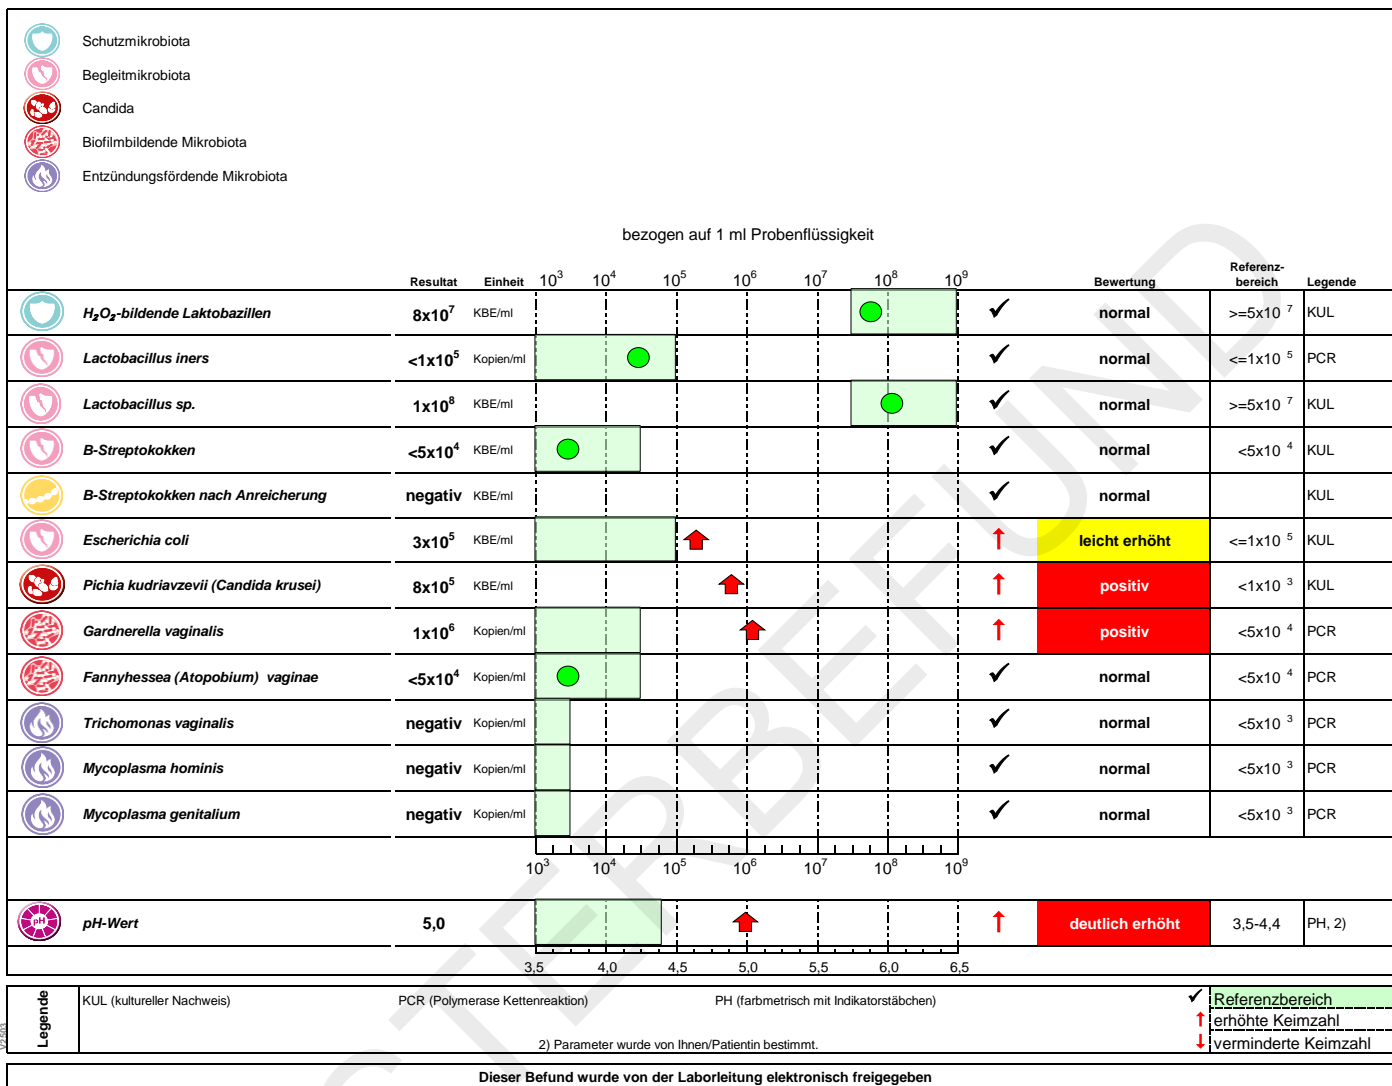 Schutzmikrobiota
Begleitmikrobiota
Candida
Biofilmbildende Mikrobiota
Entzündungsfördende Mikrobiota
bezogen auf 1 ml Probenflüssigkeit
Resultat Einheit 10³ 10⁴ 10⁵ 10⁶ 10⁷ 10⁸ 10⁹ Bewertung Referenz-bereich Legende
H₂O₂-bildende Laktobazillen 8x10⁷ KBE/ml normal >=5x10 ⁷ KUL
Lactobacillus iners <1x10⁵ Kopien/ml normal <=1x10 ⁵ PCR
Lactobacillus sp. 1x10⁸ KBE/ml normal >=5x10 ⁷ KUL
B-Streptokokken <5x10⁴ KBE/ml normal <5x10 ⁴ KUL
B-Streptokokken nach Anreicherung negativ KBE/ml normal KUL
Escherichia coli 3x10⁵ KBE/ml leicht erhöht <=1x10 ⁵ KUL
Pichia kudriavzevii (Candida krusei) 8x10⁵ KBE/ml positiv <1x10 ³ KUL
Gardnerella vaginalis 1x10⁶ Kopien/ml positiv <5x10 ⁴ PCR
Fannyhessea (Atopobium) vaginae <5x10⁴ Kopien/ml normal <5x10 ⁴ PCR
Trichomonas vaginalis negativ Kopien/ml normal <5x10 ³ PCR
Mycoplasma hominis negativ Kopien/ml normal <5x10 ³ PCR
Mycoplasma genitalium negativ Kopien/ml normal <5x10 ³ PCR
10³ 10⁴ 10⁵ 10⁶ 10⁷ 10⁸ 10⁹
pH
pH-Wert 5,0 deutlich erhöht 3,5-4,4 PH, 2)
3,5 4,0 4,5 5,0 5,5 6,0 6,5
Legende
KUL (kultureller Nachweis) PCR (Polymerase Kettenreaktion) PH (farbmetrisch mit Indikatorstäbchen) Referenzbereich
erhöhte Keimzahl
2) Parameter wurde von Ihnen/Patientin bestimmt. verminderte Keimzahl
Dieser Befund wurde von der Laborleitung elektronisch freigegeben
STERBEFUND